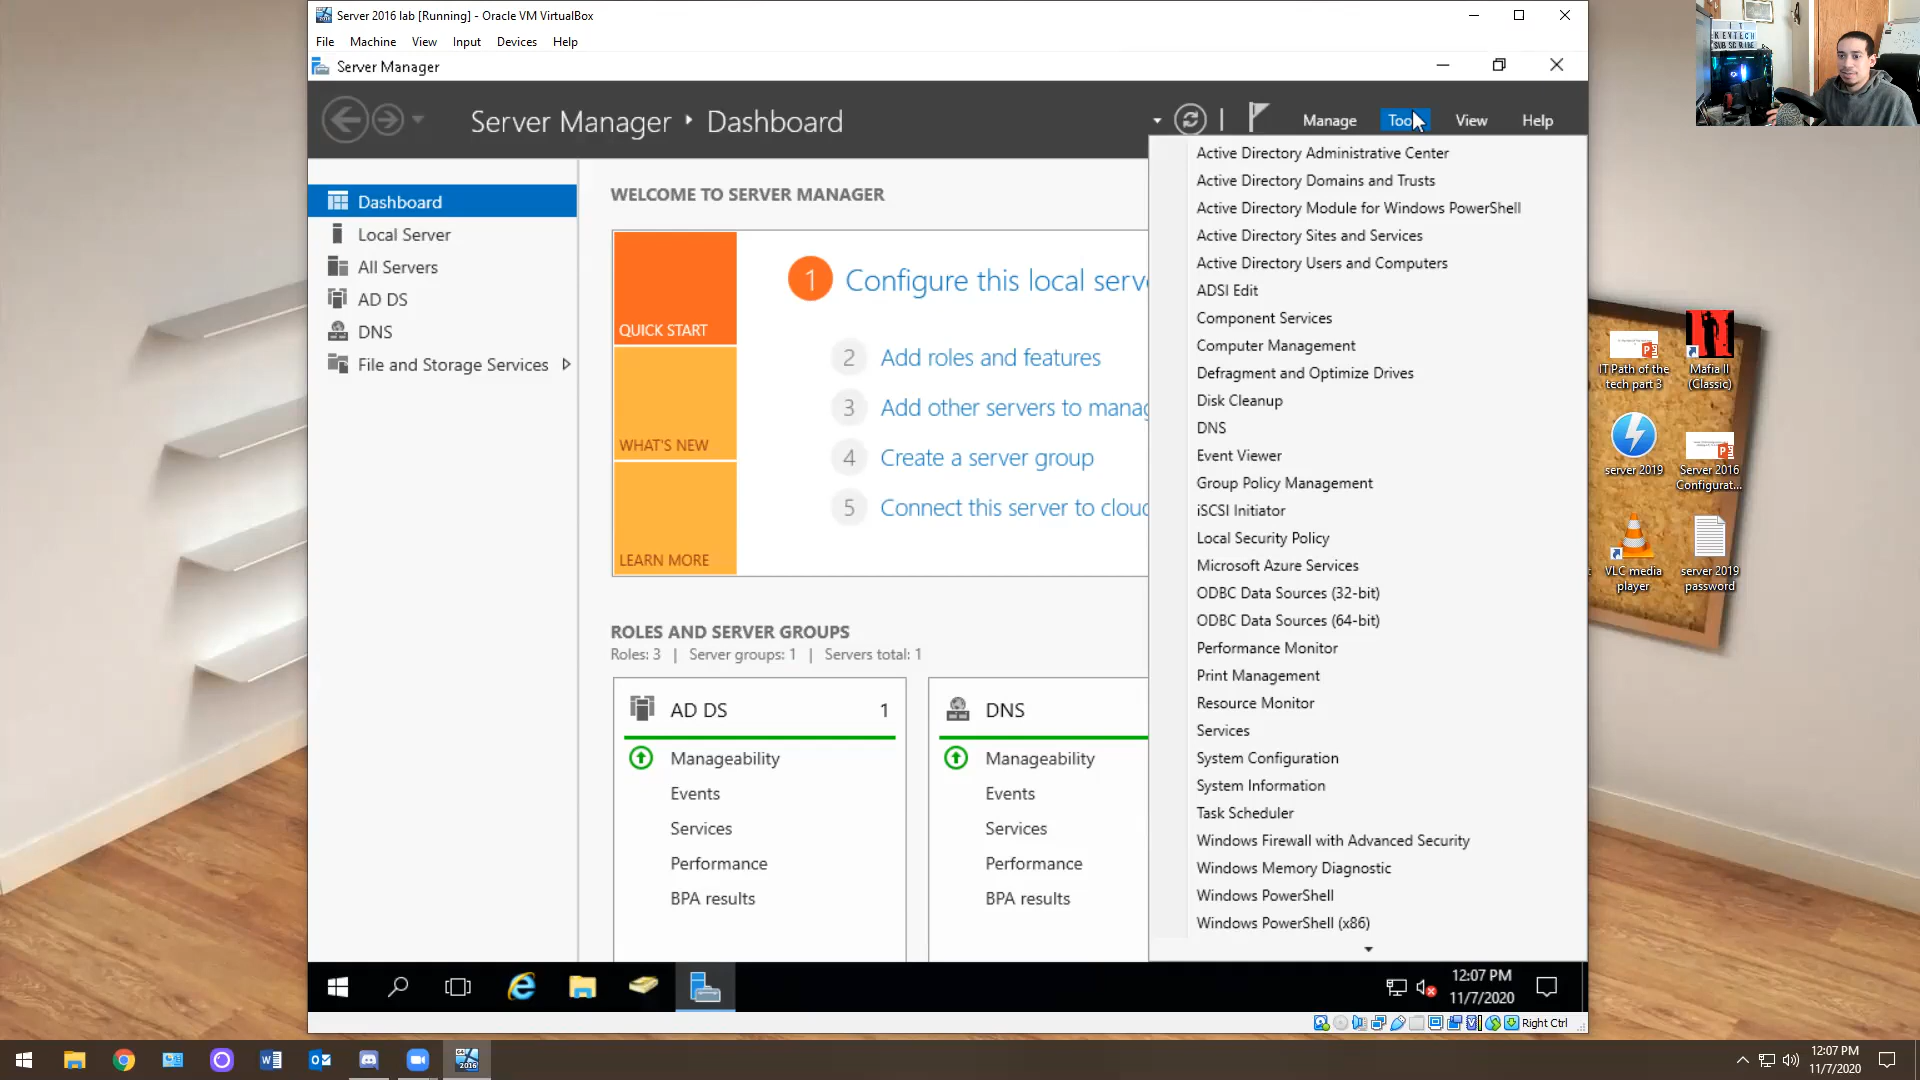 Server 2016 lab [Running] - Oracle VM VirtualBox
File Machine View Input Devices Help
Server Manager
Server Manager • Dashboard
Manage Too View Help
Dashboard
Local Server
All Servers
AD DS
DNS
File and Storage Services
WELCOME TO SERVER MANAGER
QUICK START
WHAT'S NEW
LEARN MORE
1 Configure this local serv
2 Add roles and features
3 Add other servers to manag
4 Create a server group
5 Connect this server to cloud
ROLES AND SERVER GROUPS
Roles: 3 | Server groups: 1 | Servers total: 1
AD DS 1
Manageability
Events
Services
Performance
BPA results
DNS
Manageability
Events
Services
Performance
BPA results
Active Directory Administrative Center
Active Directory Domains and Trusts
Active Directory Module for Windows PowerShell
Active Directory Sites and Services
Active Directory Users and Computers
ADSI Edit
Component Services
Computer Management
Defragment and Optimize Drives
Disk Cleanup
DNS
Event Viewer
Group Policy Management
iSCSI Initiator
Local Security Policy
Microsoft Azure Services
ODBC Data Sources (32-bit)
ODBC Data Sources (64-bit)
Performance Monitor
Print Management
Resource Monitor
Services
System Configuration
System Information
Task Scheduler
Windows Firewall with Advanced Security
Windows Memory Diagnostic
Windows PowerShell
Windows PowerShell (x86)
12:07 PM
11/7/2020
Right Ctrl
I T
KEVTECH
SUBSCRIBE
IT Path of the
tech part 3
Mafia II
(Classic)
server 2019
Server 2016
Configurat...
VLC media
player
server 2019
password
2016
12:07 PM
11/7/2020